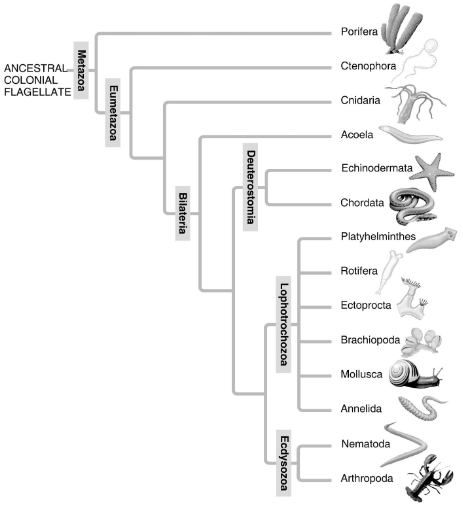 Porifera
Ctenophora
Cnidaria
Acoela
Echinodermata
Chordata
Platyhelminthes
Rotifera
Ectoprocta
Brachiopoda
Mollusca
Annelida
Nematoda
Arthropoda
ANCESTRAL
COLONIAL
FLAGELLATE
Metazoa
Eumetazoa
Bilateria
Deuterostomia
Lophotrochozoa
Ecdysozoa